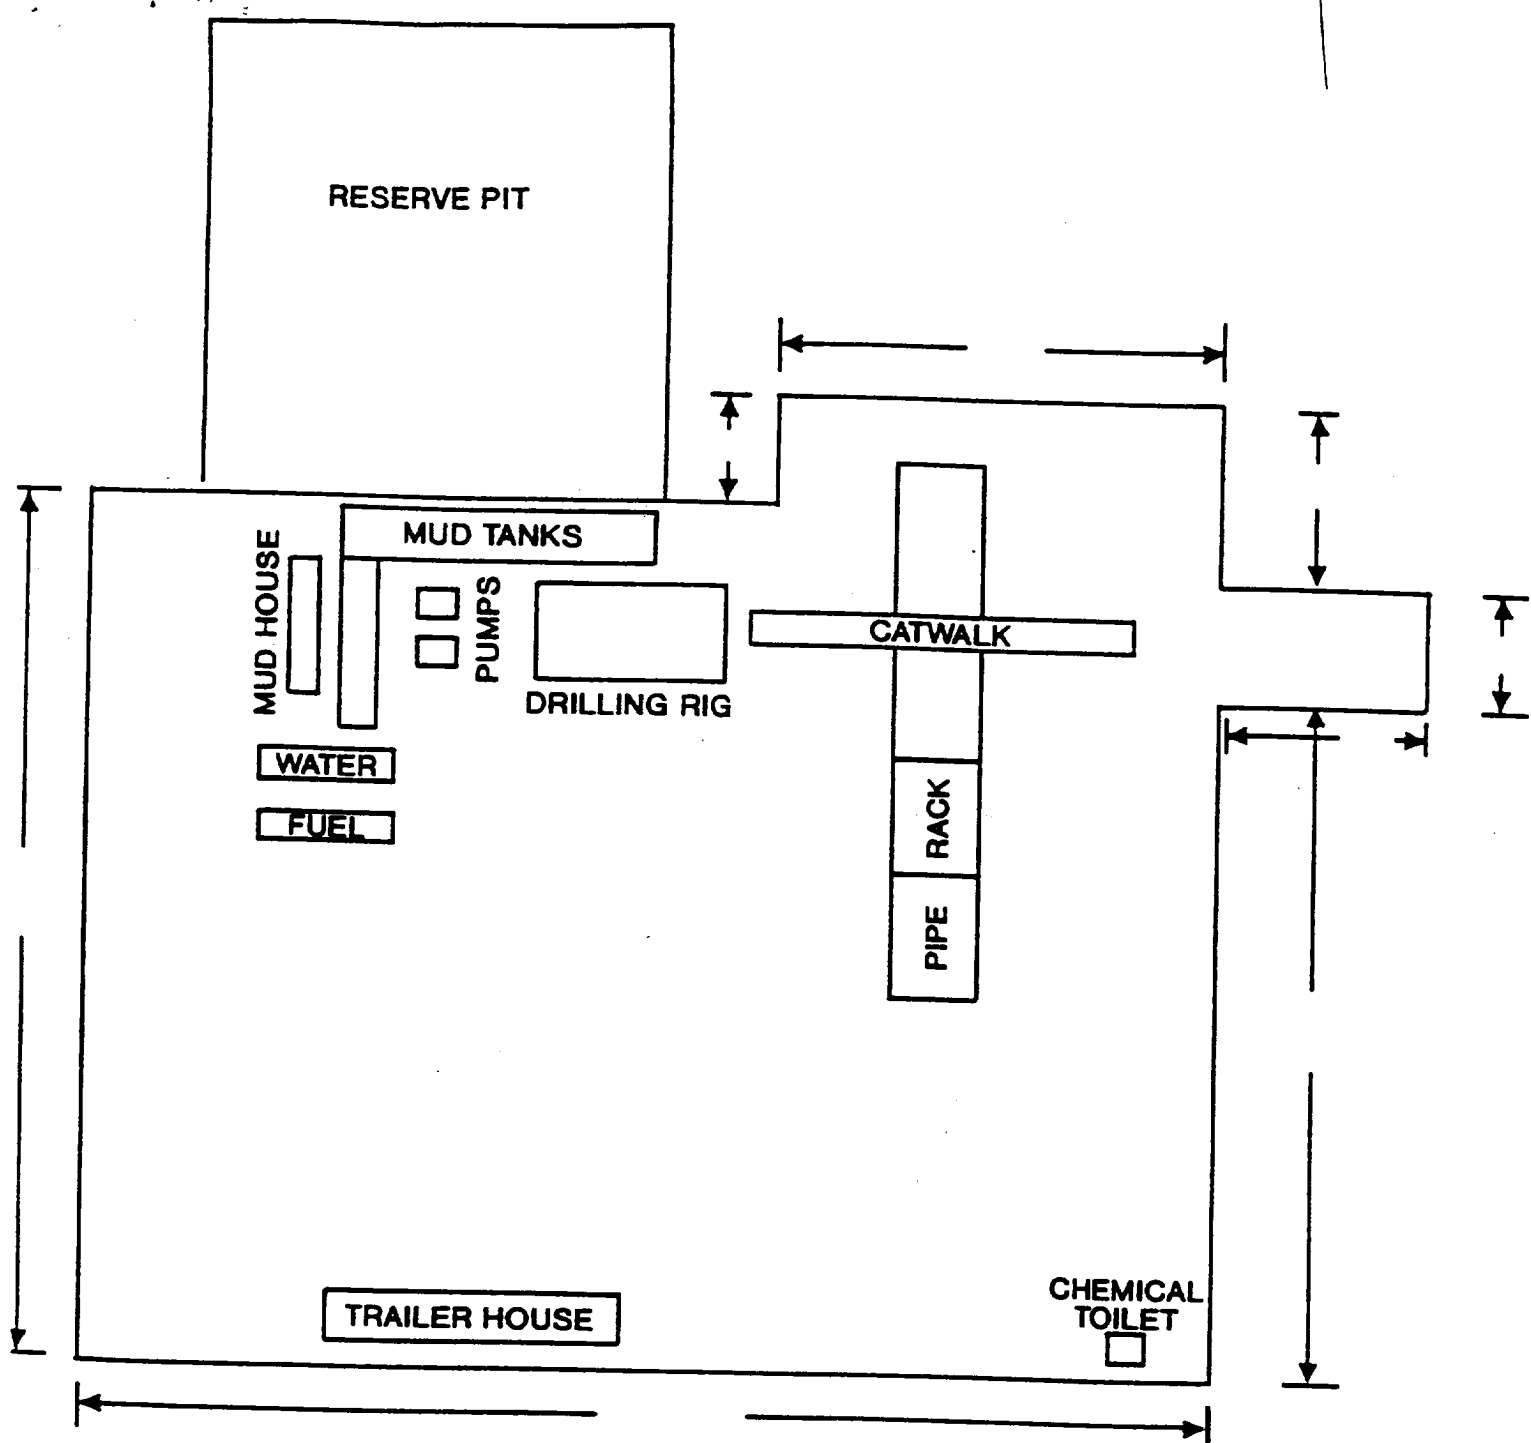 RESERVE PIT
MUD TANKS
MUD HOUSE
PUMPS
CATWALK
DRILLING RIG
WATER
FUEL
PIPE RACK
TRAILER HOUSE
CHEMICAL
TOILET